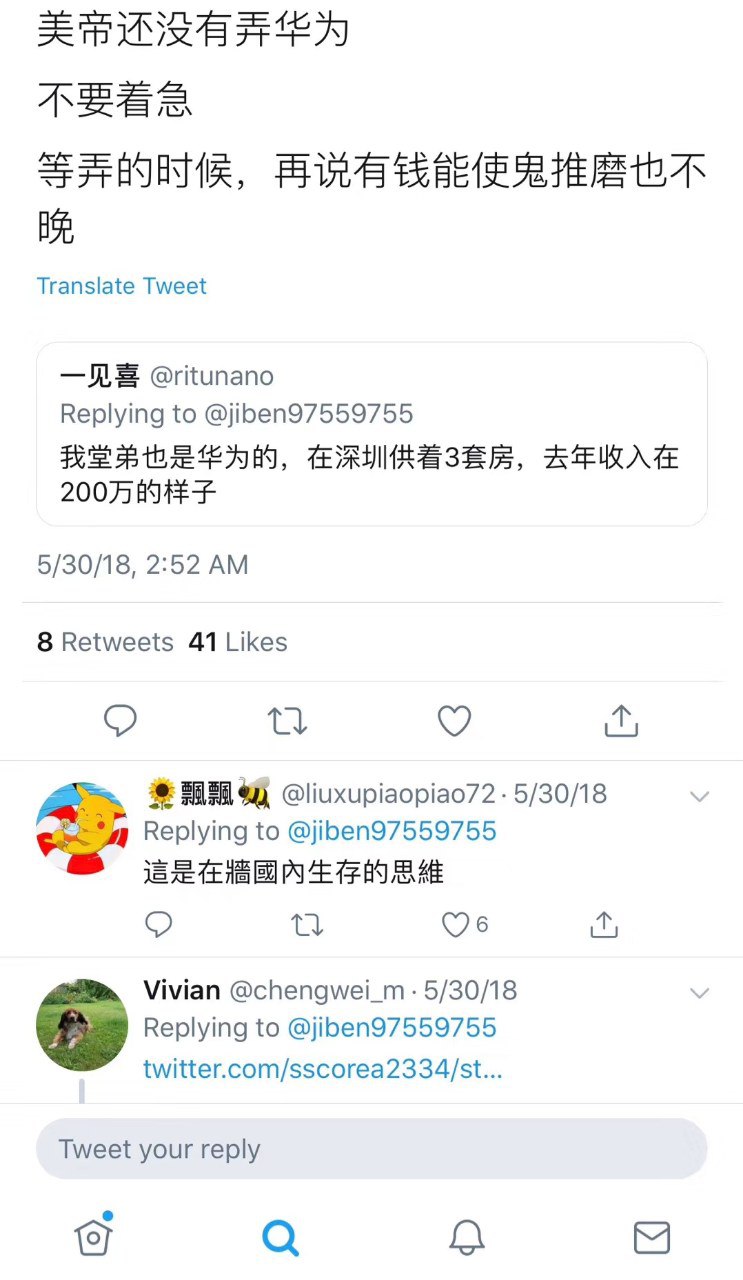 美帝还没有弄华为
不要着急
等弄的时候，再说有钱能使鬼推磨也不
晚
Translate Tweet
一见喜 @ritunano
Replying to @jiben97559755
我堂弟也是华为的，在深圳供着3套房，去年收入在
200万的样子
5/30/18, 2:52 AM
8 Retweets 41 Likes
🌻飄飄🐝 @liuxupiaopiao72 · 5/30/18
Replying to @jiben97559755
這是在牆國內生存的思維
6
Vivian @chengwei_m · 5/30/18
Replying to @jiben97559755
twitter.com/sscorea2334/st...
Tweet your reply